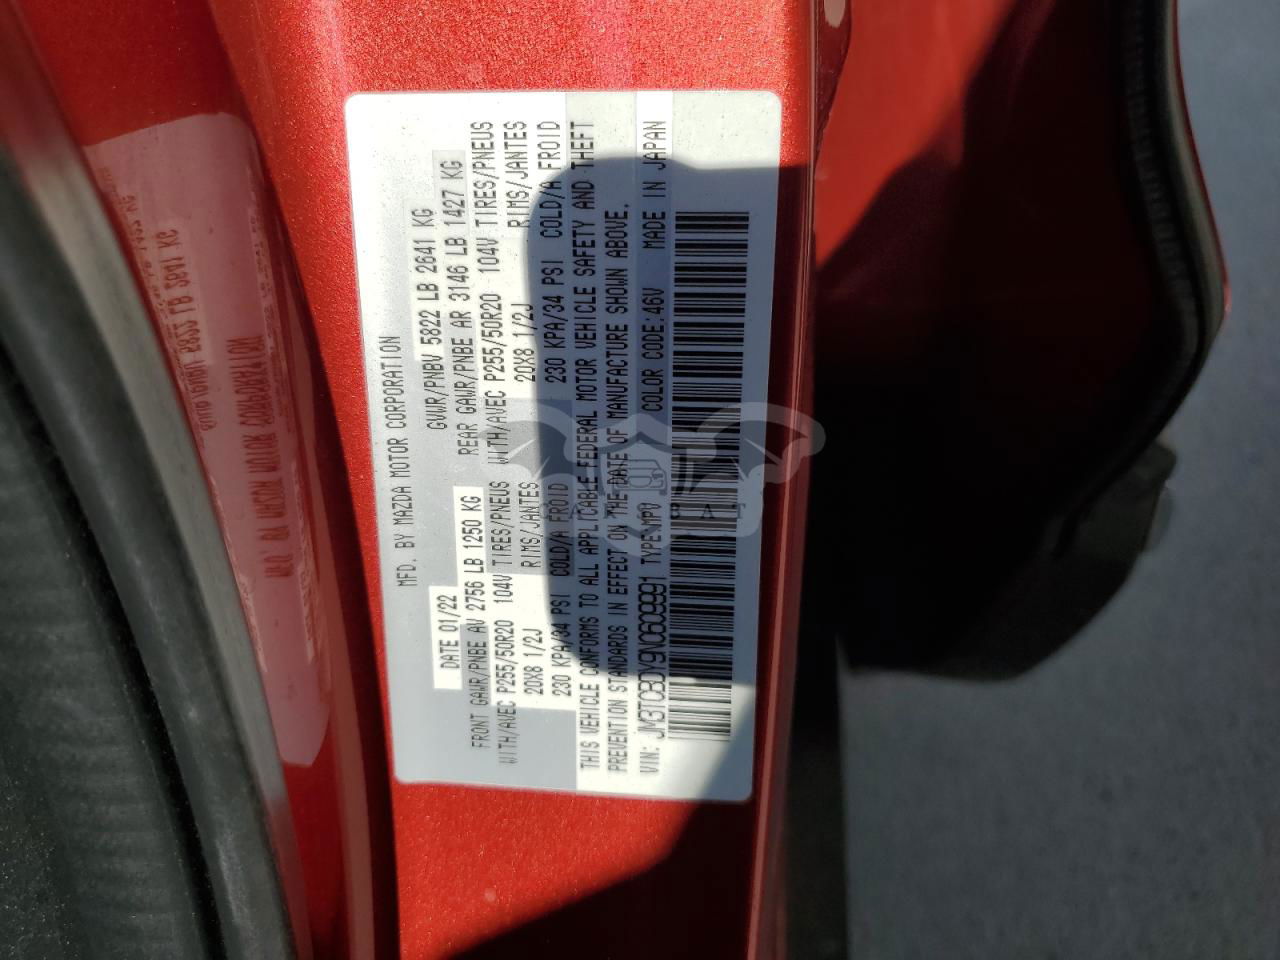 MFD. BY MAZDA MOTOR CORPORATION
DATE 01/22 GVWR/PNBV 5822 LB 2641 KG
FRONT GAWR/PNBE AV 2756 LB 1250 KG REAR GAWR/PNBE AR 3146 LB 1427 KG
WITH/AVEC P255/50R20 104V TIRES/PNEUS WITH/AVEC P255/50R20 104V TIRES/PNEUS
20X8 1/2J RIMS/JANTES 20X8 1/2J RIMS/JANTES
230 KPA/34 PSI COLD/A FROID 230 KPA/34 PSI COLD/A FROID
THIS VEHICLE CONFORMS TO ALL APPLICABLE FEDERAL MOTOR VEHICLE SAFETY AND THEFT
PREVENTION STANDARDS IN EFFECT ON THE DATE OF MANUFACTURE SHOWN ABOVE.
VIN: JM3TCBDY9N0609991 TYPE:MPV COLOR CODE:46V MADE IN JAPAN